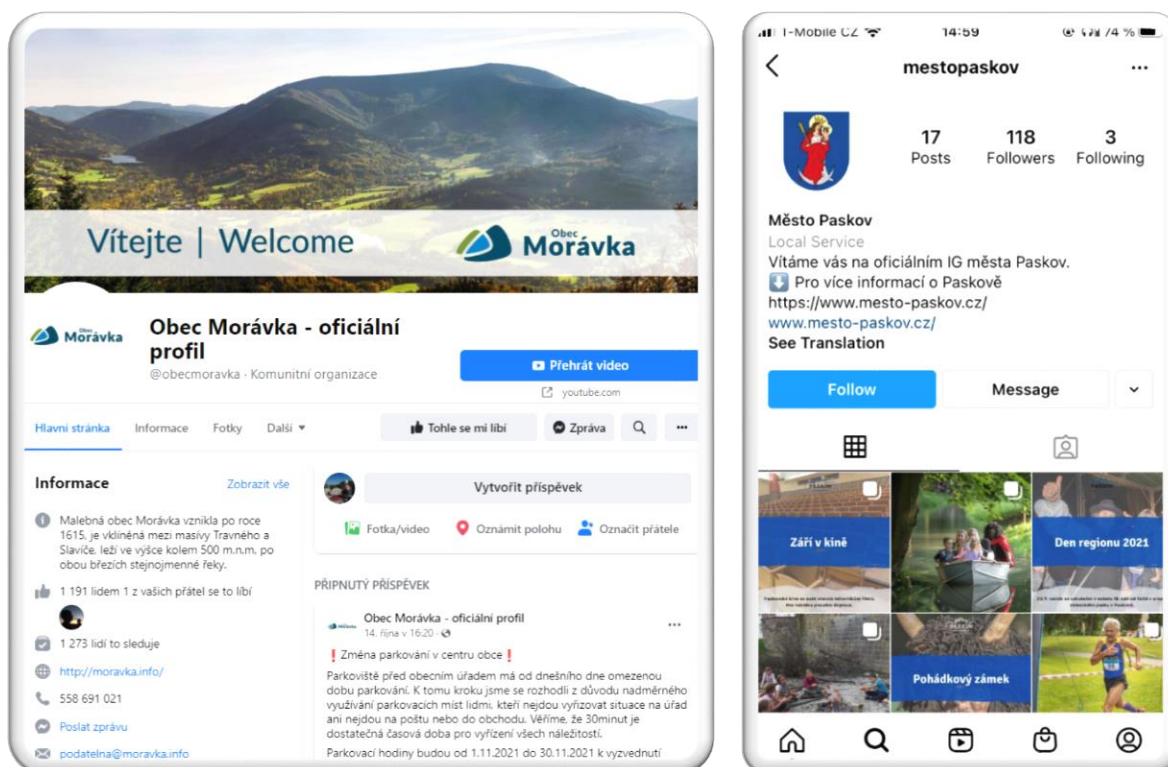 Vítejte | Welcome
Obec
Morávka
Obec
Morávka
Obec Morávka - oficiální
profil
@obecmoravka · Komunitní organizace
Přehrát video
youtube.com
Hlavní stránka Informace Fotky Další
Tohle se mi líbí
Zpráva
Informace
Zobrazit vše
Malebná obec Morávka vznikla po roce
1615, je vklíněná mezi masívy Travného a
Slavíče, leží ve výšce kolem 500 m.n.m. po
obou březích stejnojmenné řeky.
1 191 lidem 1 z vašich přátel se to líbí
1 273 lidí to sleduje
http://moravka.info/
558 691 021
Poslat zprávu
podatelna@moravka.info
Vytvořit příspěvek
Fotka/video
Oznámit polohu
Označit přátele
PŘIPNUTÝ PŘÍSPĚVEK
Obec Morávka - oficiální profil
14. října v 16:20 ·
❗ Změna parkování v centru obce ❗
Parkoviště před obecním úřadem má od dnešního dne omezenou
dobu parkování. K tomu kroku jsme se rozhodli z důvodu nadměrného
využívání parkovacích míst lidmi, kteří nejdou vyřizovat situace na úřad
ani nejdou na poštu nebo do obchodu. Věříme, že 30minut je
dostatečná časová doba pro vyřízení všech náležitostí.
Parkovací hodiny budou od 1.11.2021 do 30.11.2021 k vyzvednutí
T-Mobile CZ 14:59 74 %
mestopaskov
17 118 3
Posts Followers Following
Město Paskov
Local Service
Vítáme vás na oficiálním IG města Paskov.
⬇️ Pro více informací o Paskově
https://www.mesto-paskov.cz/
www.mesto-paskov.cz/
See Translation
Follow
Message
Září v kině
Den regionu 2021
Pohádkový zámek